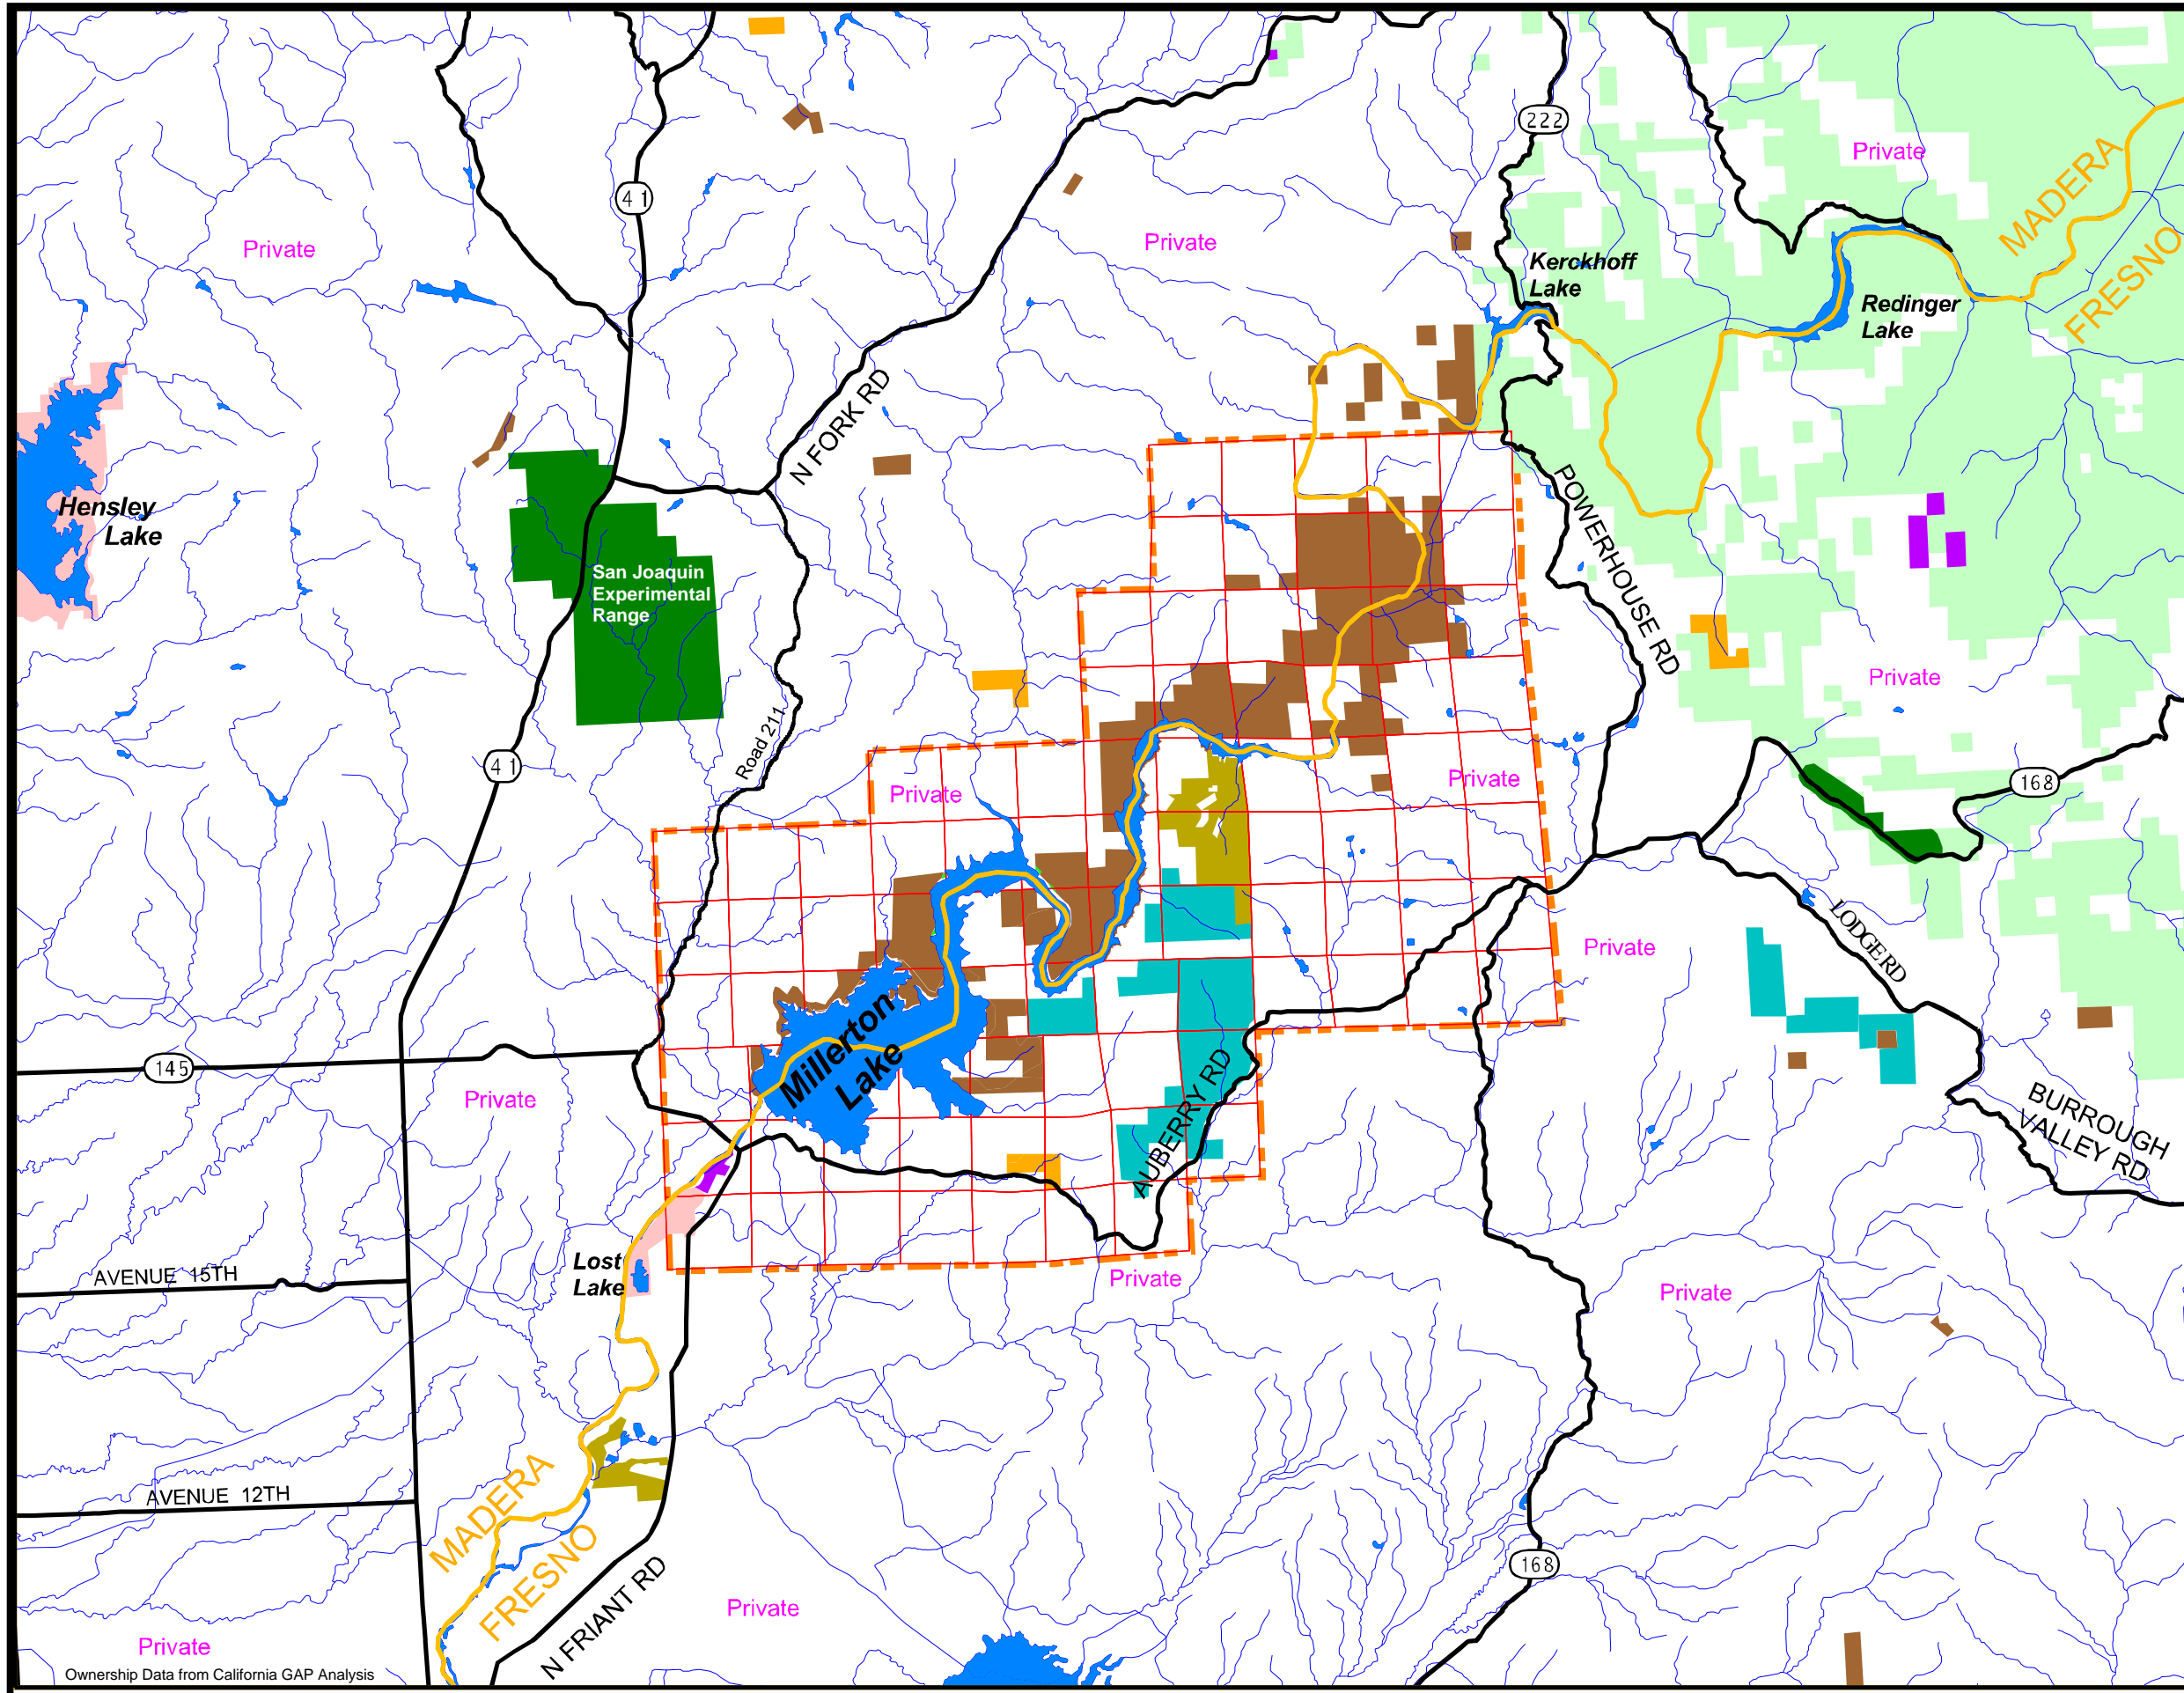 222
Private
MADERA
41
Private
Private
FRESNO
Kerckhoff
Lake
Redinger
Lake
N FORK RD
Hensley
Lake
POWERHOUSE RD
San Joaquin
Experimental
Range
Private
Road 211
41
Private
Private
168
LODGE RD
Private
Millerton
Lake
145
Private
AUBERRY RD
BURROUGH
VALLEY RD
Lost
Lake
AVENUE 15TH
Private
Private
MADERA
AVENUE 12TH
FRESNO
168
N FRIANT RD
Private
Private
Ownership Data from California GAP Analysis